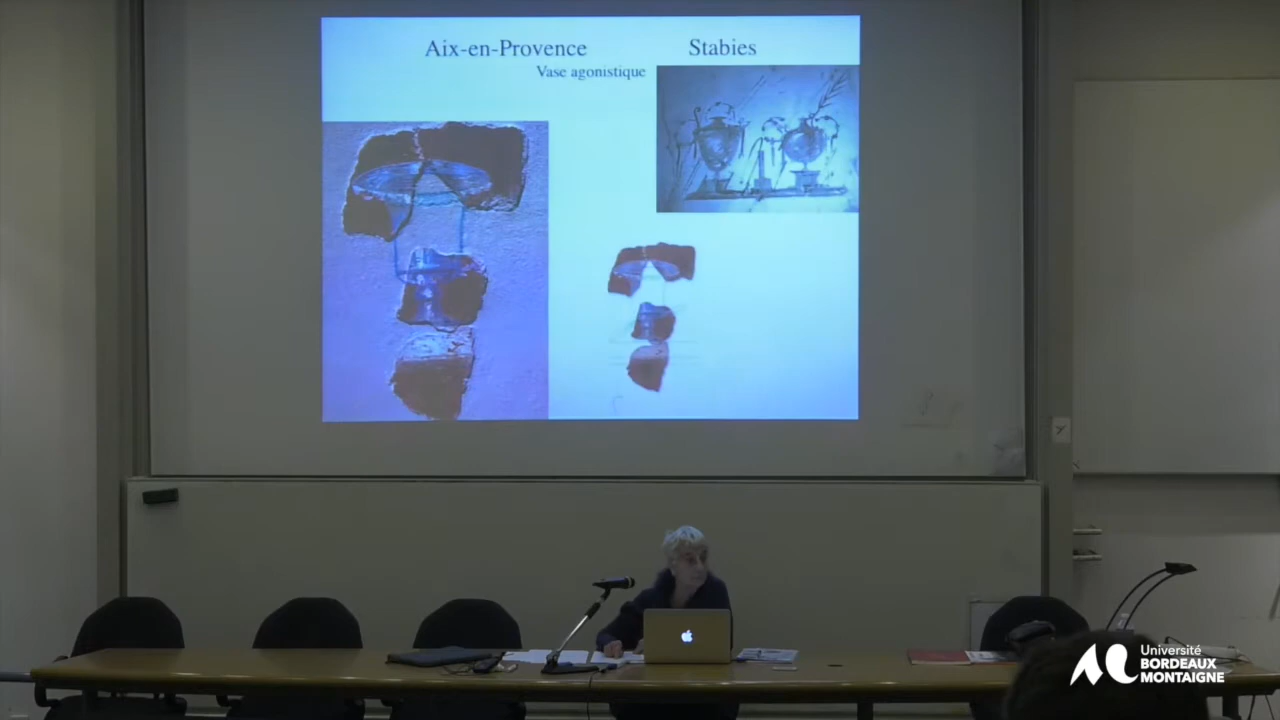 Aix-en-Provence
Stabies
Vase agonistique
Université
BORDEAUX
MONTAIGNE